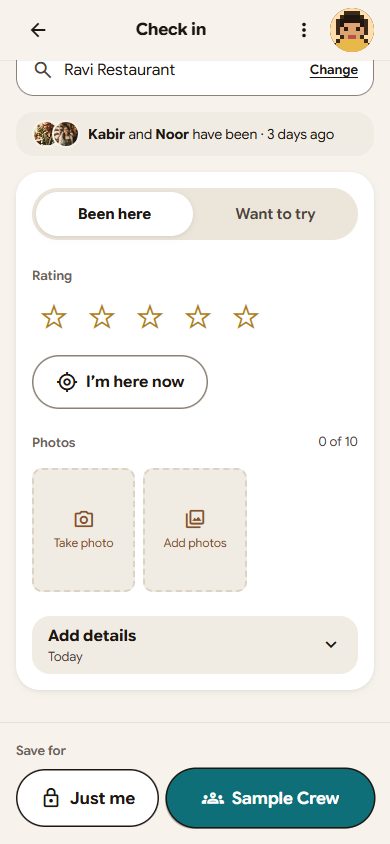 Check in
Ravi Restaurant Change
Kabir and Noor have been · 3 days ago
Been here Want to try
Rating
I'm here now
Photos 0 of 10
Take photo Add photos
Add details
Today
Save for
Just me Sample Crew